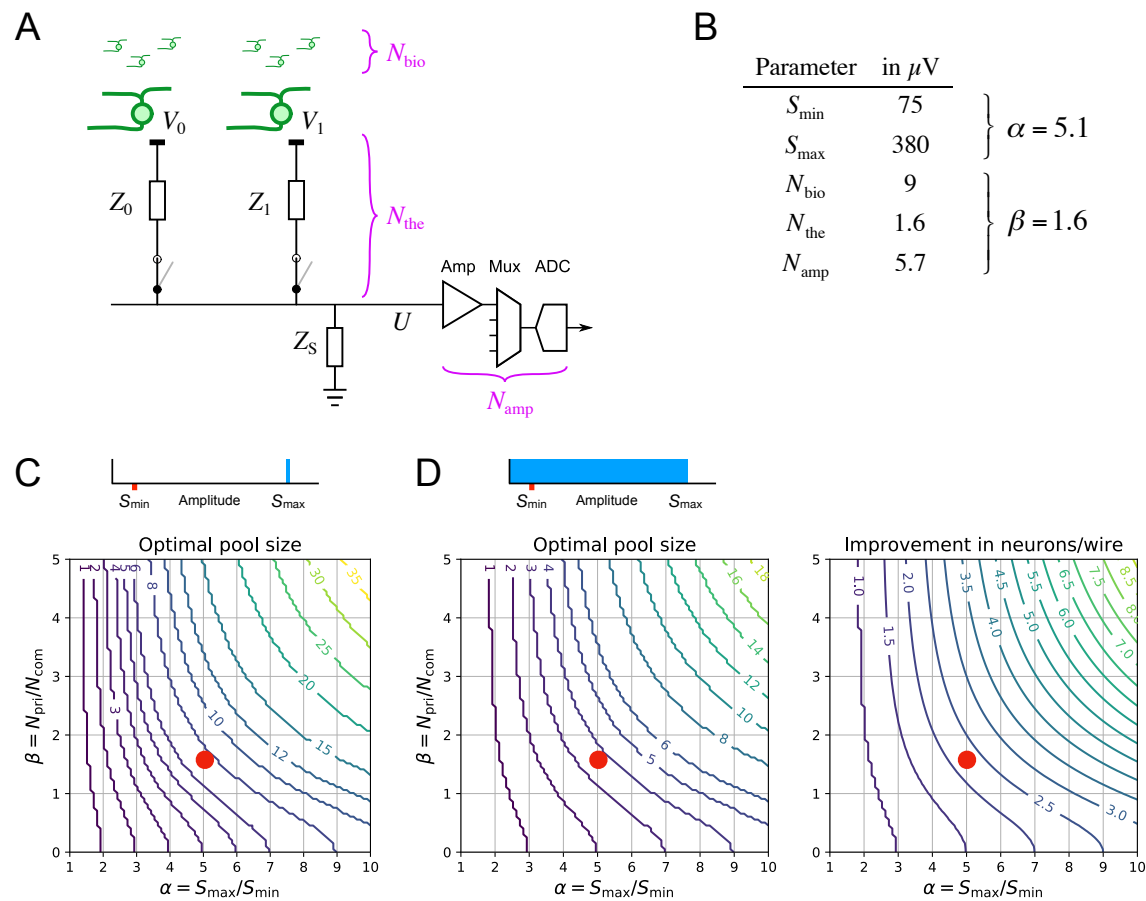 A
N_bio
V_0
V_1
Z_0
Z_1
N_the
Amp
Mux
ADC
U
Z_S
N_amp
B
Parameter in μV
S_min 75
S_max 380
α = 5.1
N_bio 9
N_the 1.6
N_amp 5.7
β = 1.6
C
S_min Amplitude S_max
Optimal pool size
β = N_pri/N_com
5
4
3
2
1
0
1 2 3 4 5 6 8 10 12 15 20 25 30 35
3
1 2 3 4 5 6 7 8 9 10
α = S_max/S_min
D
S_min Amplitude S_max
Optimal pool size
β = N_pri/N_com
5
4
3
2
1
0
1 2 3 4 5 6 8 10 12 14 16 18
1 2 3 4 5 6 7 8 9 10
α = S_max/S_min
Improvement in neurons/wire
5
4
3
2
1
0
1.0 1.5 2.0 2.5 3.0 3.5 4.0 4.5 5.0 5.5 6.0 6.5 7.0 7.5 8.5
1 2 3 4 5 6 7 8 9 10
α = S_max/S_min